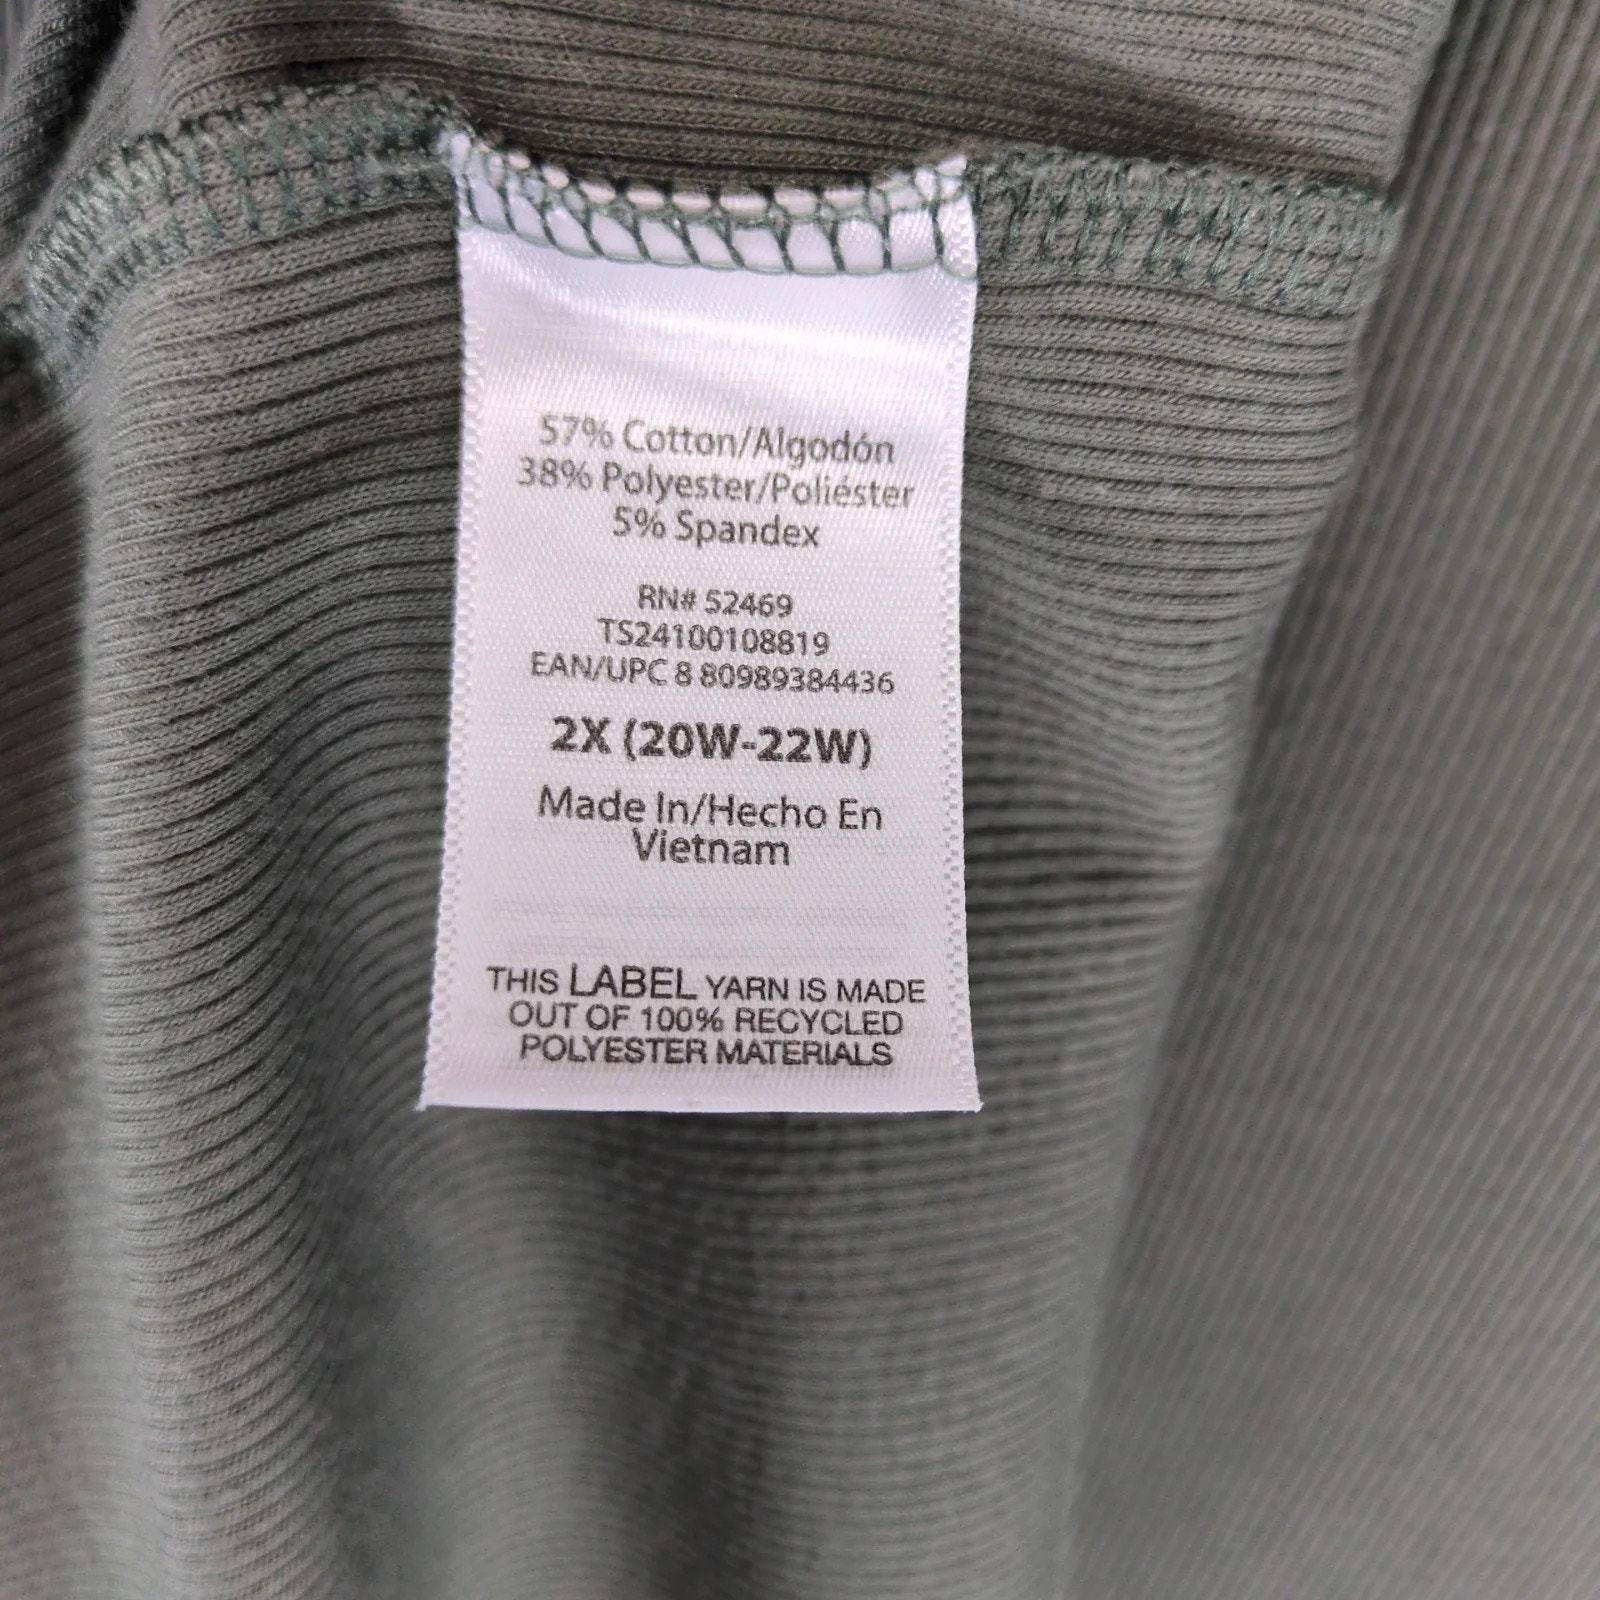 57% Cotton/Algodón
38% Polyester/Poliéster
5% Spandex
RN# 52469
TS24100108819
EAN/UPC 8 80989384436
2X (20W-22W)
Made In/Hecho En
Vietnam
THIS LABEL YARN IS MADE
OUT OF 100% RECYCLED
POLYESTER MATERIALS